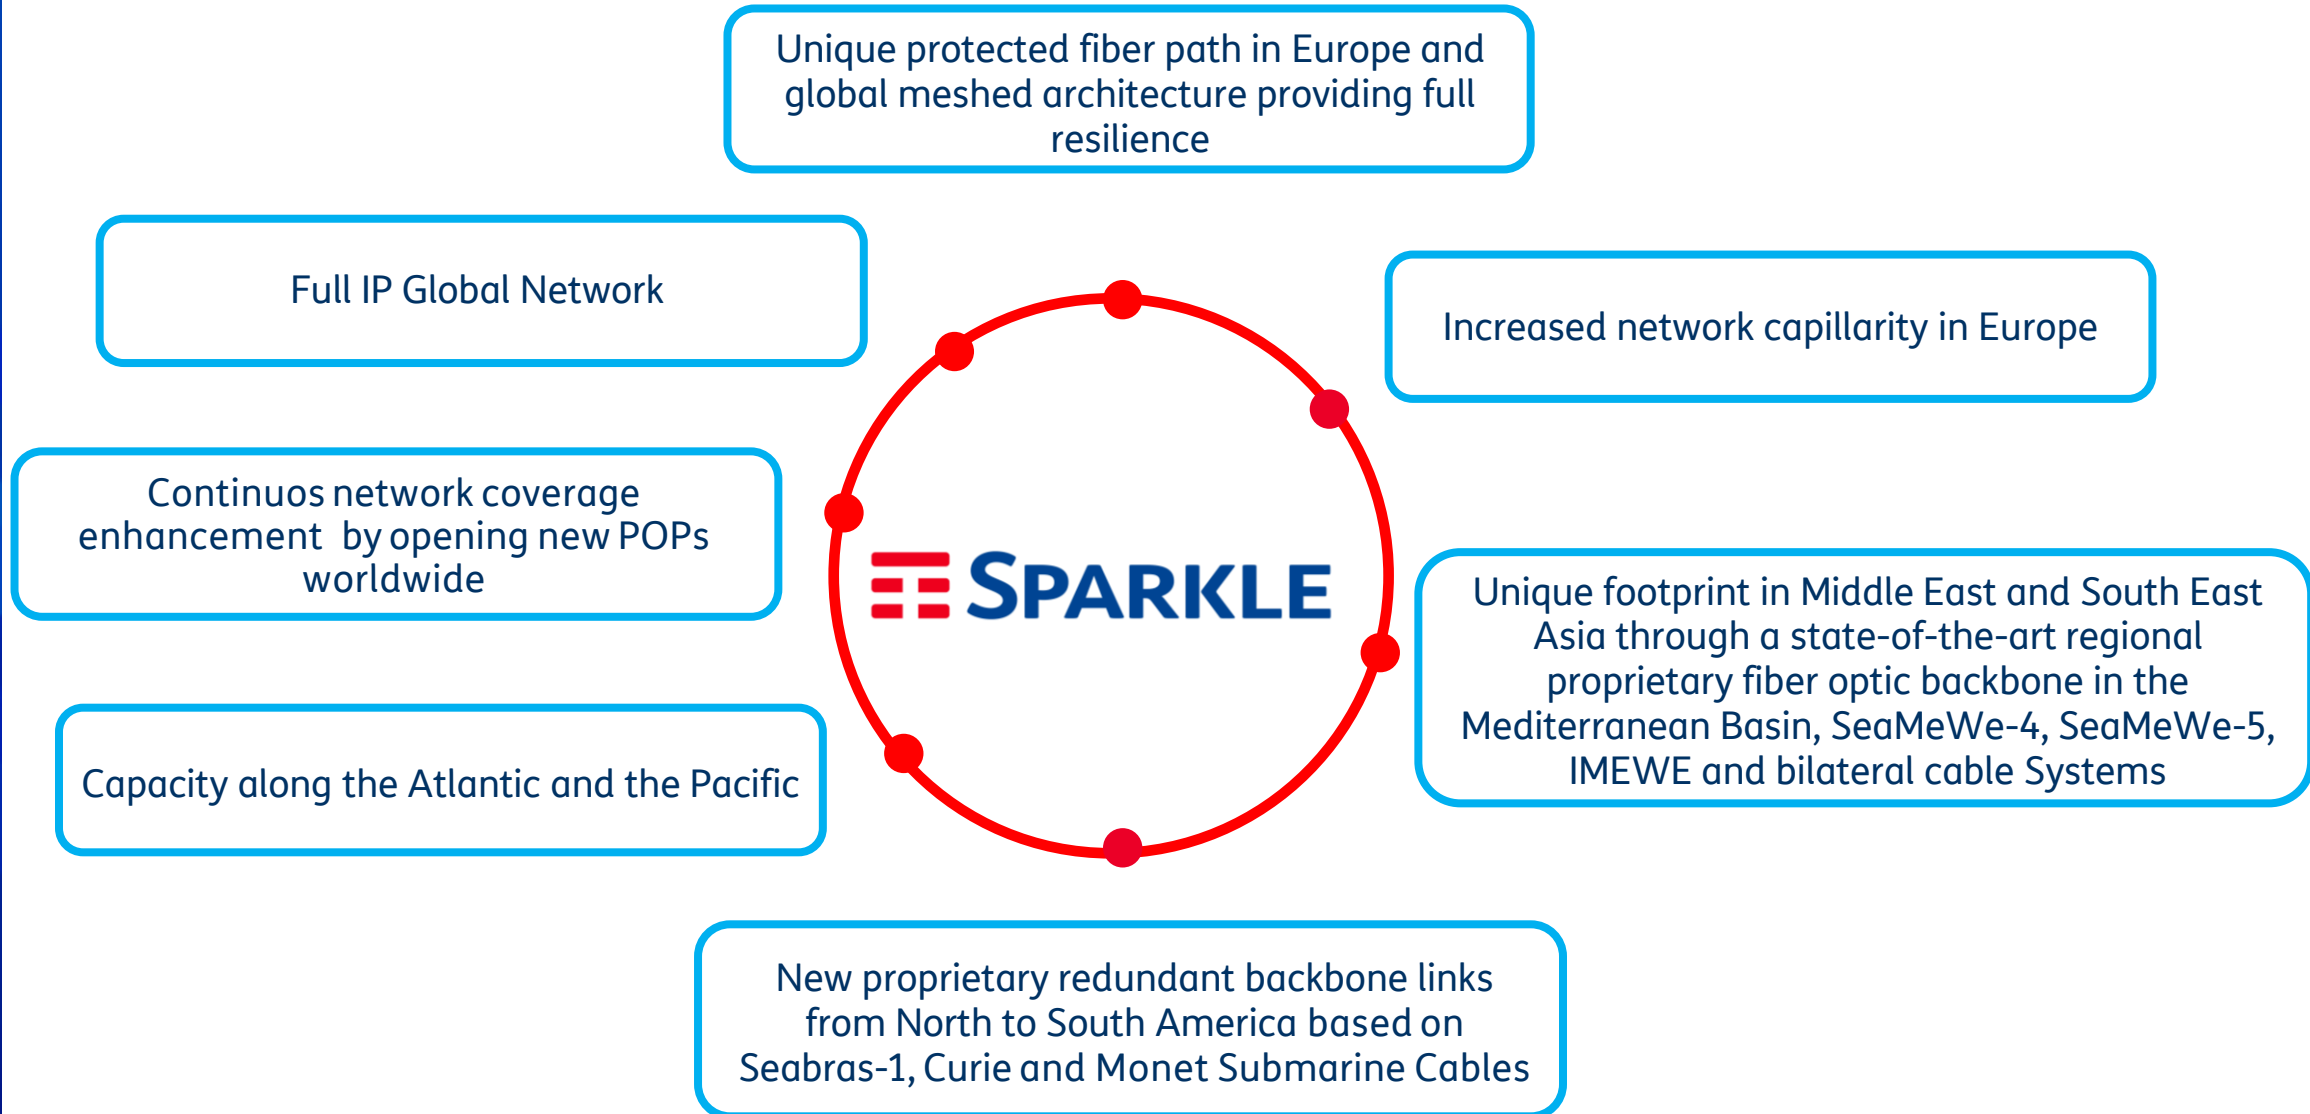 Unique protected fiber path in Europe and
global meshed architecture providing full
resilience
Full IP Global Network
Increased network capillarity in Europe
Continuos network coverage
enhancement by opening new POPs
worldwide
SPARKLE
Unique footprint in Middle East and South East
Asia through a state-of-the-art regional
proprietary fiber optic backbone in the
Mediterranean Basin, SeaMeWe-4, SeaMeWe-5,
IMEWE and bilateral cable Systems
Capacity along the Atlantic and the Pacific
New proprietary redundant backbone links
from North to South America based on
Seabras-1, Curie and Monet Submarine Cables